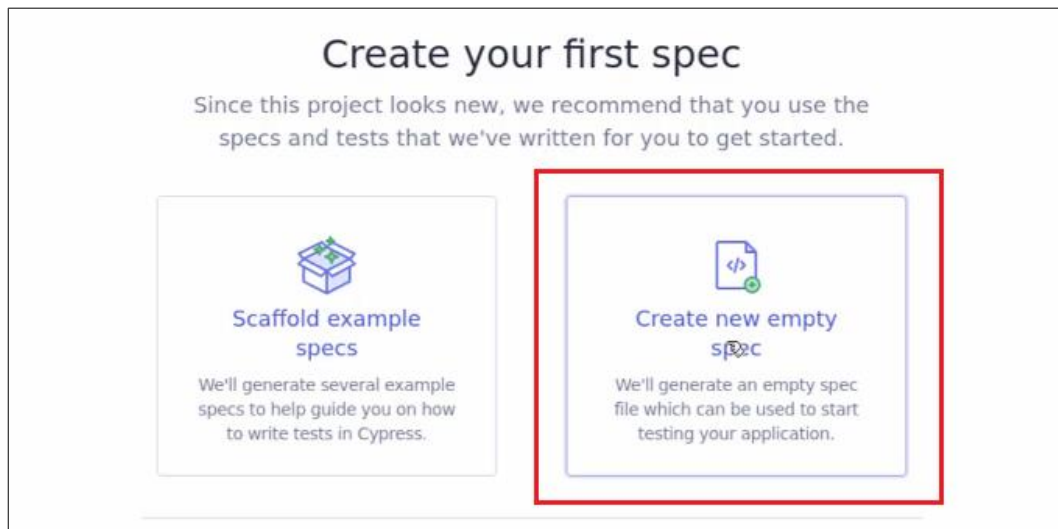 Create your first spec
Since this project looks new, we recommend that you use the
specs and tests that we've written for you to get started.
</>
Scaffold example
specs
We'll generate several example
specs to help guide you on how
to write tests in Cypress.
Create new empty
spec
We'll generate an empty spec
file which can be used to start
testing your application.